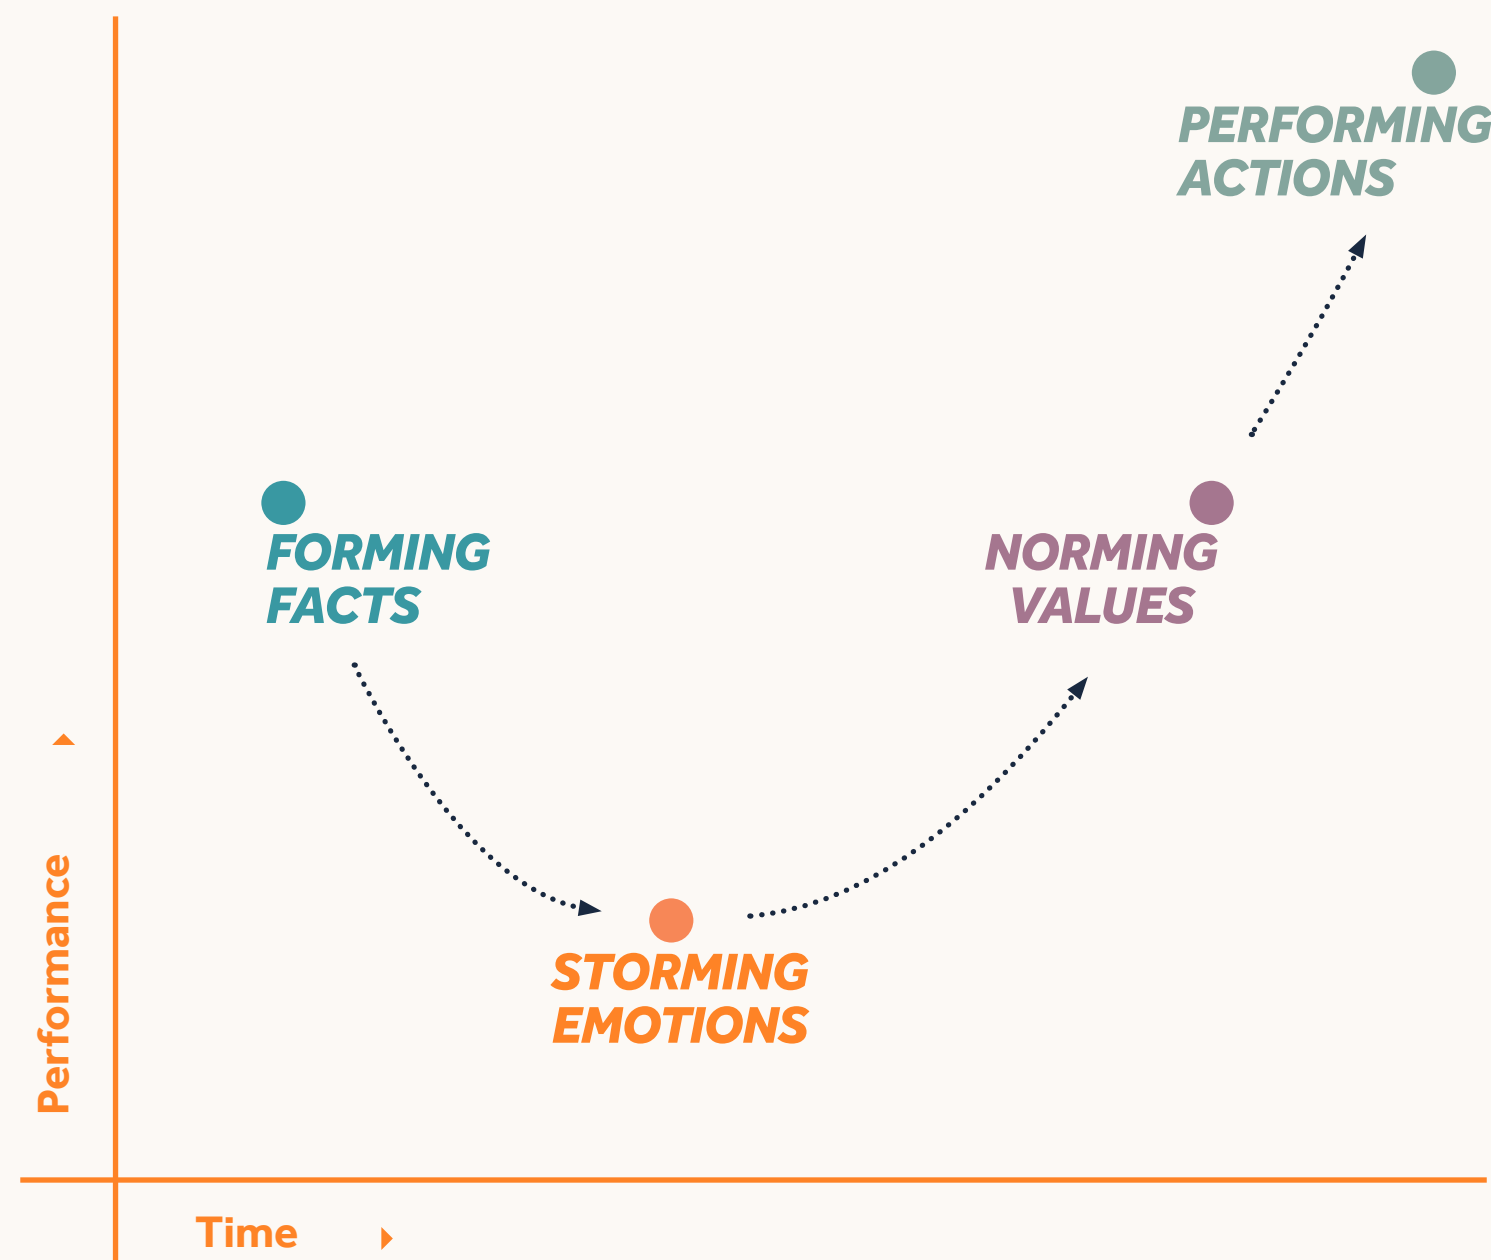 PERFORMING
ACTIONS
FORMING
FACTS
NORMING
VALUES
STORMING
EMOTIONS
Performance
Time